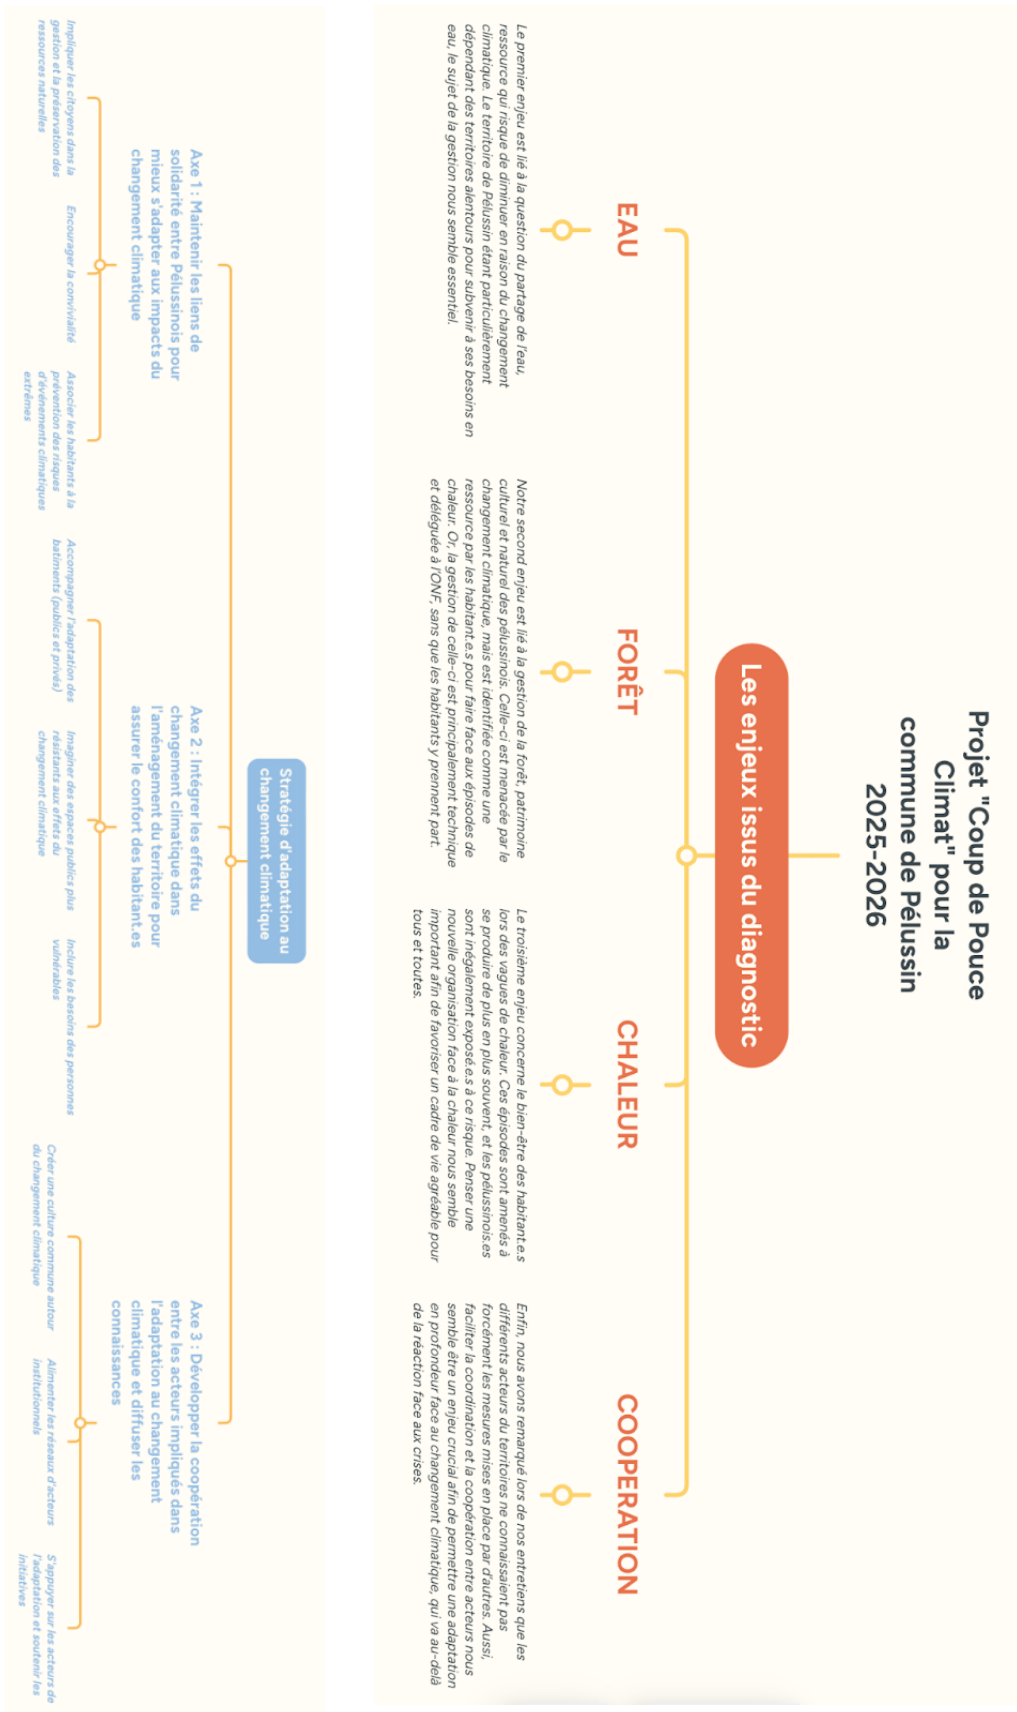 Projet "Coup de Pouce
Climat" pour la
commune de Pélussin
2025-2026
Les enjeux issus du diagnostic
EAU
Le premier enjeu est lié à la question du partage de l'eau,
ressource qui risque de diminuer en raison du changement
climatique. Le territoire de Pélussin étant particulièrement
dépendant des territoires alentours pour subvenir à ses besoins en
eau, le sujet de la gestion nous semble essentiel.
FORÊT
Notre second enjeu est lié à la gestion de la forêt, patrimoine
culturel et naturel des pélussinois. Celle-ci est menacée par le
changement climatique, mais est identifiée comme une
ressource par les habitant.e.s pour faire face aux épisodes de
chaleur. Or, la gestion de celle-ci est principalement technique
et déléguée à l'ONF, sans que les habitants y prennent part.
CHALEUR
Le troisième enjeu concerne le bien-être des habitant.e.s
lors des vagues de chaleur. Ces épisodes sont amenés à
se produire de plus en plus souvent, et les pélussinois.es
sont inégalement exposé.e.s à ce risque. Penser une
nouvelle organisation face à la chaleur nous semble
important afin de favoriser un cadre de vie agréable pour
tous et toutes.
COOPERATION
Enfin, nous avons remarqué lors de nos entretiens que les
différents acteurs du territoires ne connaissaient pas
forcément les mesures mises en place par d'autres. Aussi,
faciliter la coordination et la coopération entre acteurs nous
semble être un enjeu crucial afin de permettre une adaptation
en profondeur face au changement climatique, qui va au-delà
de la réaction face aux crises.
Stratégie d'adaptation au
changement climatique
Axe 1 : Maintenir les liens de
solidarité entre Pélussinois pour
mieux s'adapter aux impacts du
changement climatique
Impliquer les citoyens dans la
gestion et la préservation des
ressources naturelles
Encourager la convivialité
Associer les habitants à la
prévention des risques
d'événements climatiques
extrêmes
Axe 2 : Intégrer les effets du
changement climatique dans
l'aménagement du territoire pour
assurer le confort des habitant.es
Accompagner l'adaptation des
batiments (publics et privés)
Imaginer des espaces publics plus
résistants aux effets du
changement climatique
Inclure les besoins des personnes
vulnérables
Axe 3 : Développer la coopération
entre les acteurs impliqués dans
l'adaptation au changement
climatique et diffuser les
connaissances
Créer une culture commune autour
du changement climatique
Alimenter les réseaux d'acteurs
institutionnels
S'appuyer sur les acteurs de
l'adaptation et soutenir les
initiatives